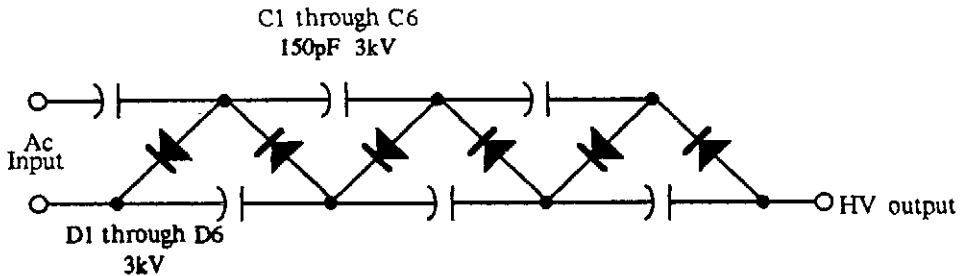 C1 through C6
150pF 3kV
Ac
Input
HV output
D1 through D6
3kV